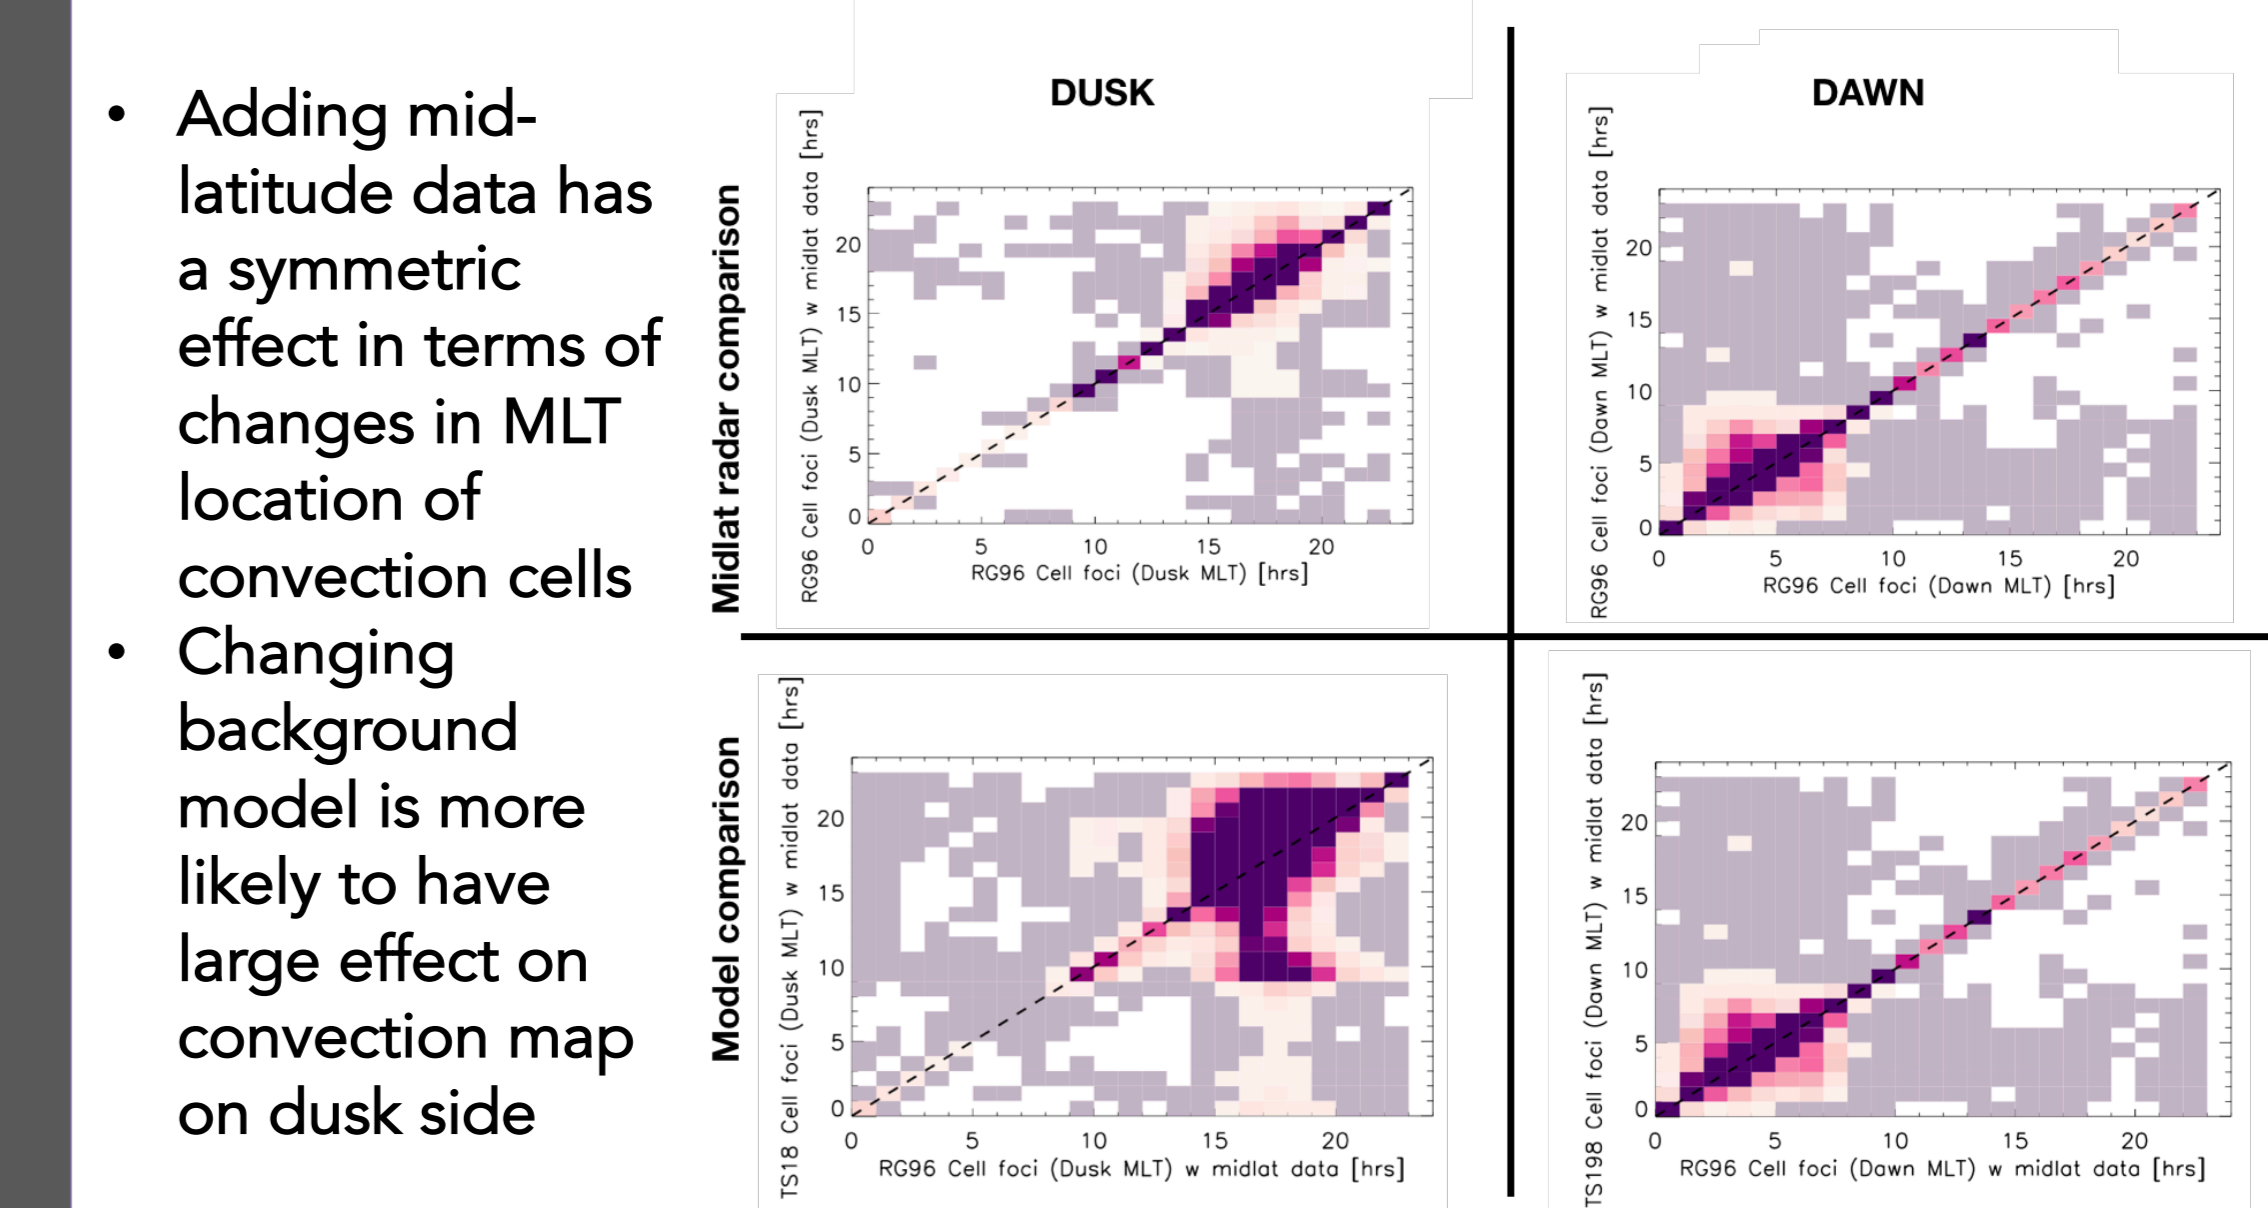 • Adding mid-
latitude data has
a symmetric
effect in terms of
changes in MLT
location of
convection cells
• Changing
background
model is more
likely to have
large effect on
convection map
on dusk side
DUSK
DAWN
Midlat radar comparison
RG96 Cell foci (Dusk MLT) w midlat data [hrs]
20
15
10
5
0
0 5 10 15 20
RG96 Cell foci (Dusk MLT) [hrs]
RG96 Cell foci (Dawn MLT) w midlat data [hrs]
20
15
10
5
0
0 5 10 15 20
RG96 Cell foci (Dawn MLT) [hrs]
Model comparison
TS18 Cell foci (Dusk MLT) w midlat data [hrs]
20
15
10
5
0
0 5 10 15 20
RG96 Cell foci (Dusk MLT) w midlat data [hrs]
TS198 Cell foci (Dawn MLT) w midlat data [hrs]
20
15
10
5
0
0 5 10 15 20
RG96 Cell foci (Dawn MLT) w midlat data [hrs]